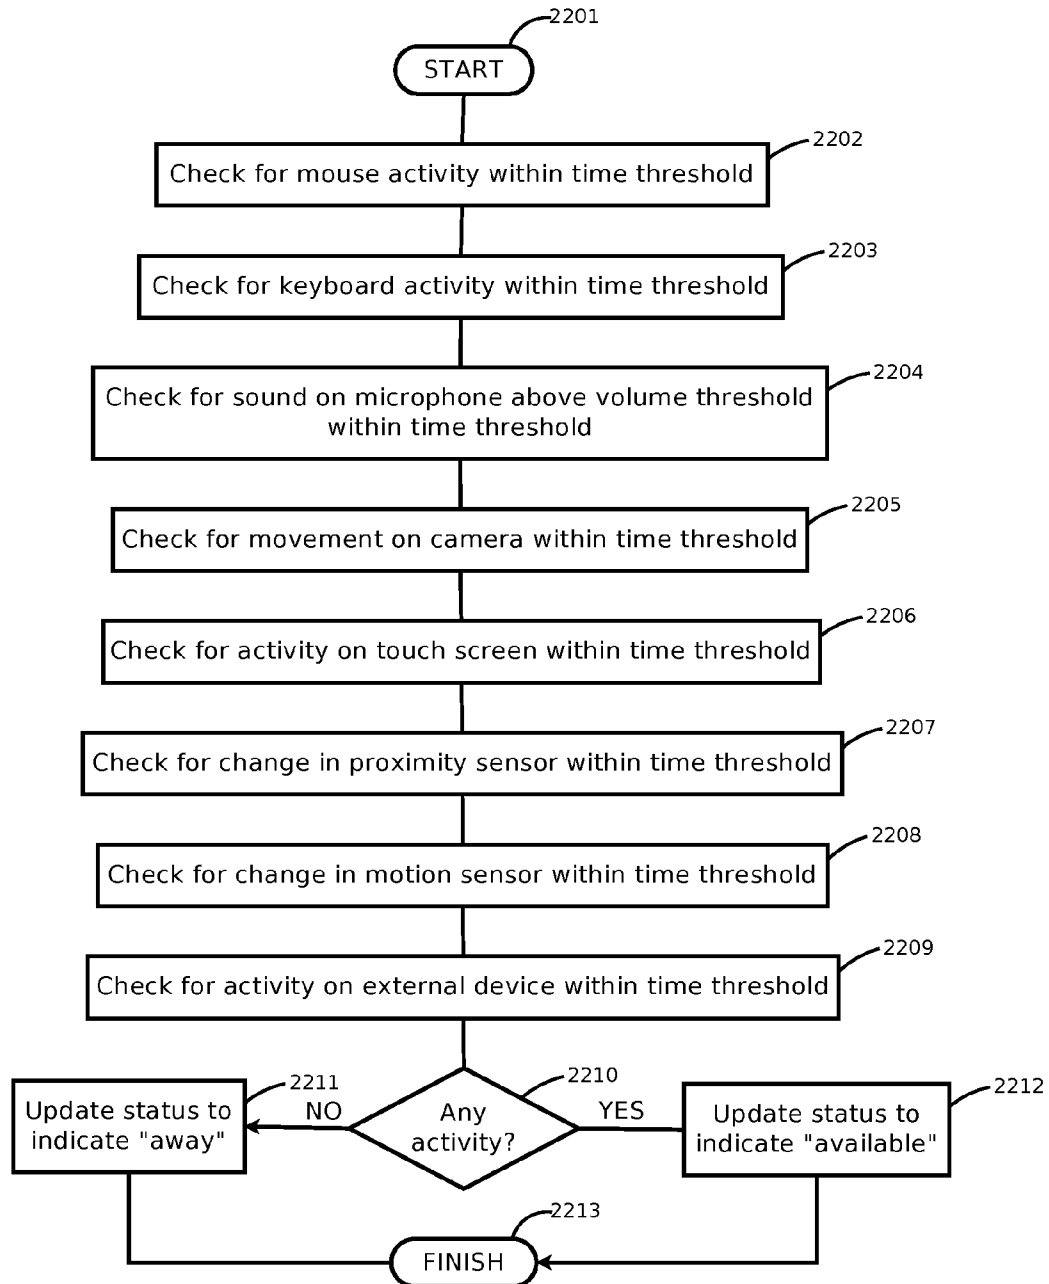 2201
START
2202
Check for mouse activity within time threshold
2203
Check for keyboard activity within time threshold
2204
Check for sound on microphone above volume threshold
within time threshold
2205
Check for movement on camera within time threshold
2206
Check for activity on touch screen within time threshold
2207
Check for change in proximity sensor within time threshold
2208
Check for change in motion sensor within time threshold
2209
Check for activity on external device within time threshold
2210
Any
activity?
NO
2211
Update status to
indicate "away"
YES
2212
Update status to
indicate "available"
2213
FINISH